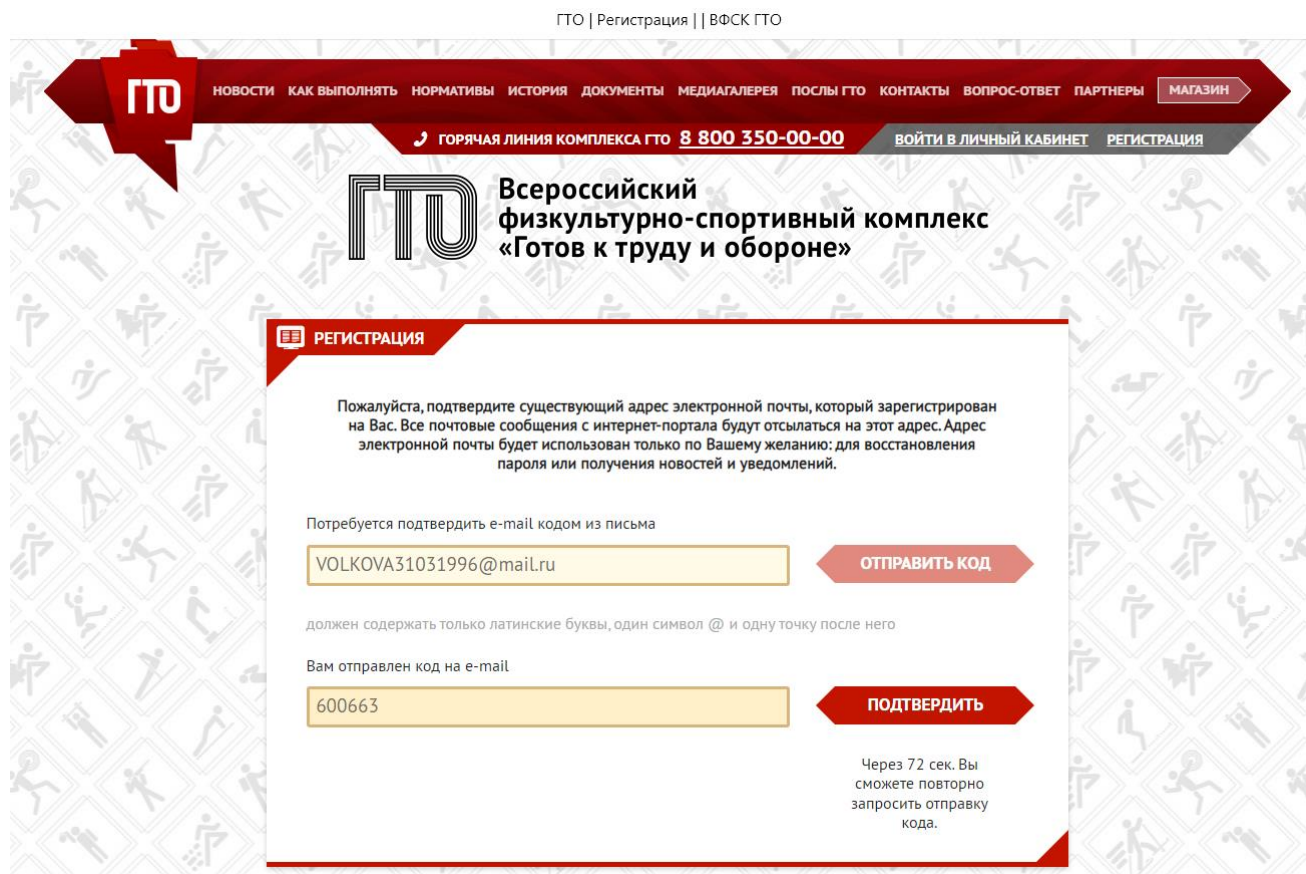 ГТО | Регистрация | | ВФСК ГТО
ГТО
НОВОСТИ КАК ВЫПОЛНЯТЬ НОРМАТИВЫ ИСТОРИЯ ДОКУМЕНТЫ МЕДИАГАЛЕРЕЯ ПОСЛЫ ГТО КОНТАКТЫ ВОПРОС-ОТВЕТ ПАРТНЕРЫ МАГАЗИН
ГОРЯЧАЯ ЛИНИЯ КОМПЛЕКСА ГТО 8 800 350-00-00 ВОЙТИ В ЛИЧНЫЙ КАБИНЕТ РЕГИСТРАЦИЯ
ГТО
Всероссийский
физкультурно-спортивный комплекс
«Готов к труду и обороне»
РЕГИСТРАЦИЯ
Пожалуйста, подтвердите существующий адрес электронной почты, который зарегистрирован
на Вас. Все почтовые сообщения с интернет-портала будут отсылаться на этот адрес. Адрес
электронной почты будет использован только по Вашему желанию: для восстановления
пароля или получения новостей и уведомлений.
Потребуется подтвердить e-mail кодом из письма
VOLKOVA31031996@mail.ru ОТПРАВИТЬ КОД
должен содержать только латинские буквы, один символ @ и одну точку после него
Вам отправлен код на e-mail
600663 ПОДТВЕРДИТЬ
Через 72 сек. Вы
сможете повторно
запросить отправку
кода.